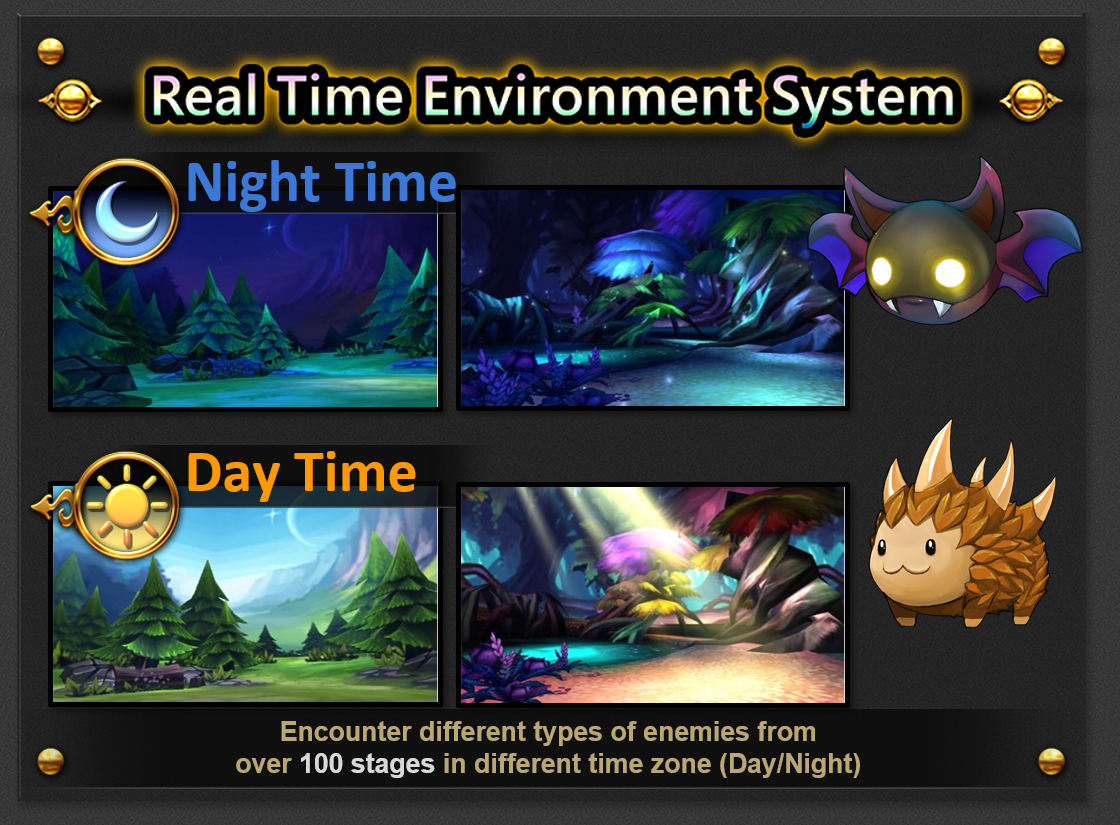 Real Time Environment System
Night Time
Day Time
Encounter different types of enemies from
over 100 stages in different time zone (Day/Night)